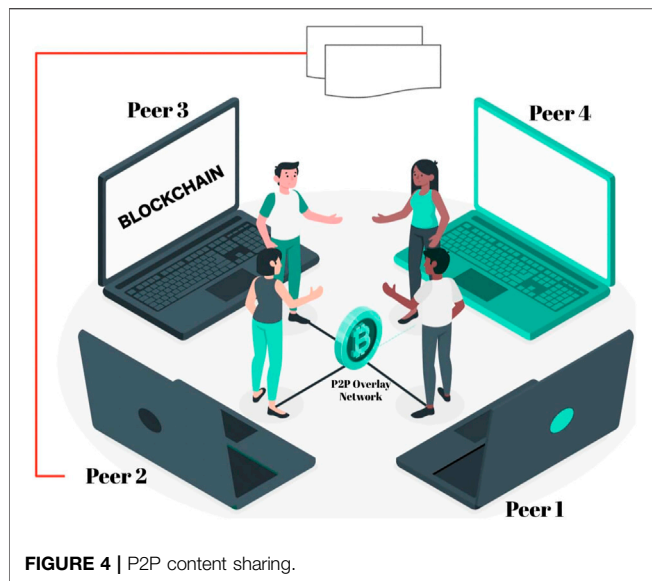 Peer 3
Peer 4
BLOCKCHAIN
P2P Overlay
Network
Peer 2
Peer 1
FIGURE 4 | P2P content sharing.